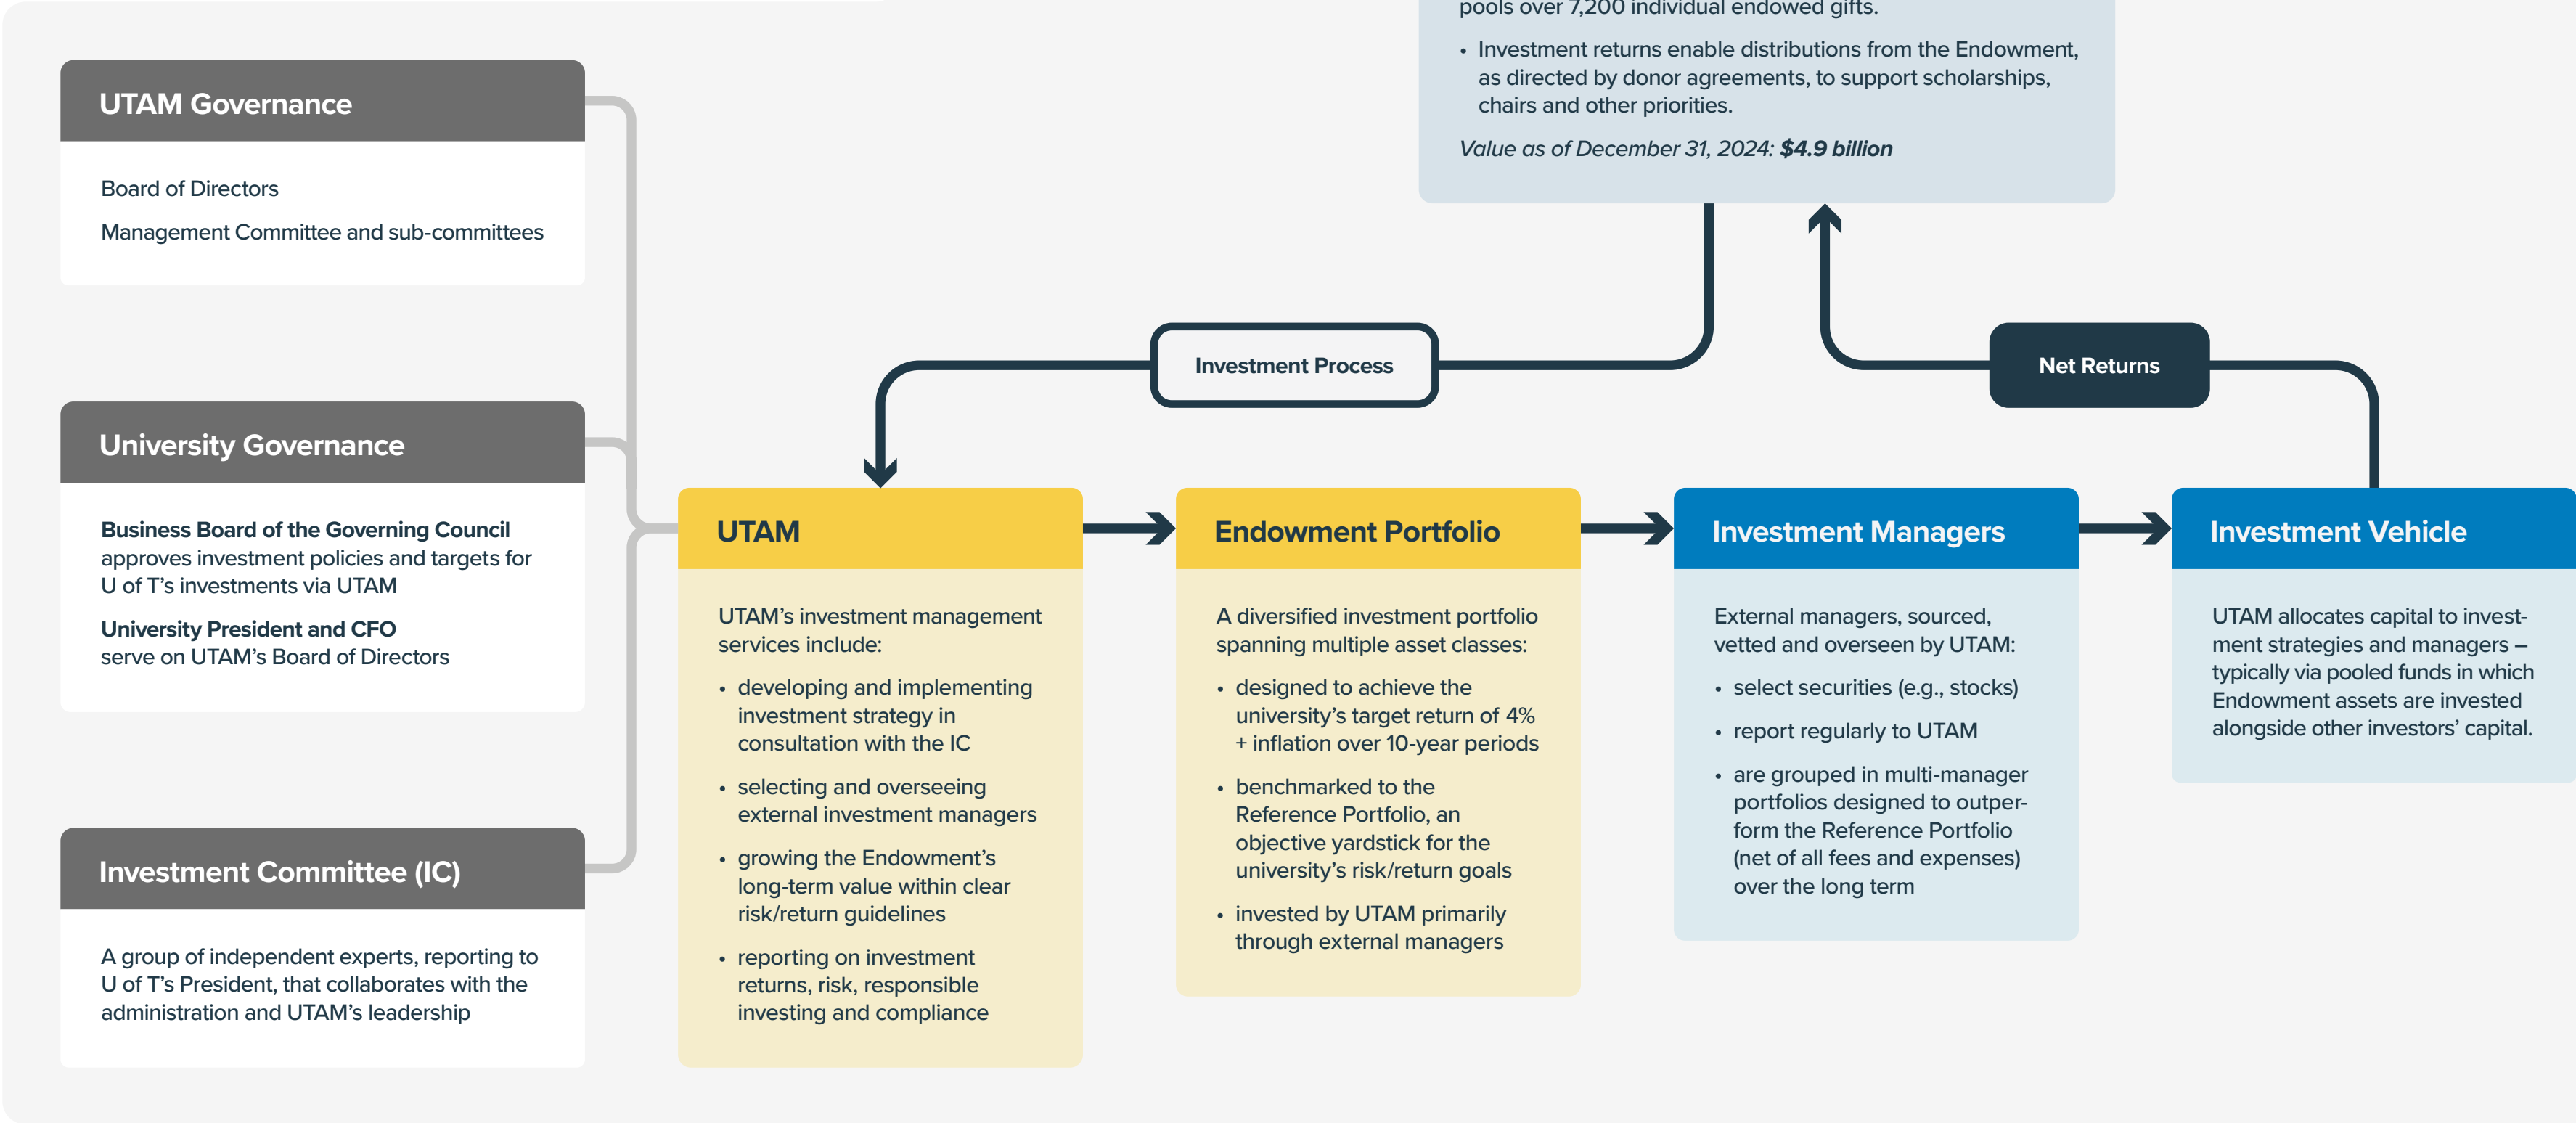 pools over 7,200 individual endowed gifts.
• Investment returns enable distributions from the Endowment,
as directed by donor agreements, to support scholarships,
chairs and other priorities.
Value as of December 31, 2024: $4.9 billion
UTAM Governance
Board of Directors
Management Committee and sub-committees
Investment Process
Net Returns
University Governance
Business Board of the Governing Council
approves investment policies and targets for
U of T’s investments via UTAM
University President and CFO
serve on UTAM’s Board of Directors
Investment Committee (IC)
A group of independent experts, reporting to
U of T’s President, that collaborates with the
administration and UTAM’s leadership
UTAM
UTAM’s investment management
services include:
• developing and implementing
investment strategy in
consultation with the IC
• selecting and overseeing
external investment managers
• growing the Endowment’s
long-term value within clear
risk/return guidelines
• reporting on investment
returns, risk, responsible
investing and compliance
Endowment Portfolio
A diversified investment portfolio
spanning multiple asset classes:
• designed to achieve the
university’s target return of 4%
+ inflation over 10-year periods
• benchmarked to the
Reference Portfolio, an
objective yardstick for the
university’s risk/return goals
• invested by UTAM primarily
through external managers
Investment Managers
External managers, sourced,
vetted and overseen by UTAM:
• select securities (e.g., stocks)
• report regularly to UTAM
• are grouped in multi-manager
portfolios designed to outper-
form the Reference Portfolio
(net of all fees and expenses)
over the long term
Investment Vehicle
UTAM allocates capital to invest-
ment strategies and managers –
typically via pooled funds in which
Endowment assets are invested
alongside other investors’ capital.